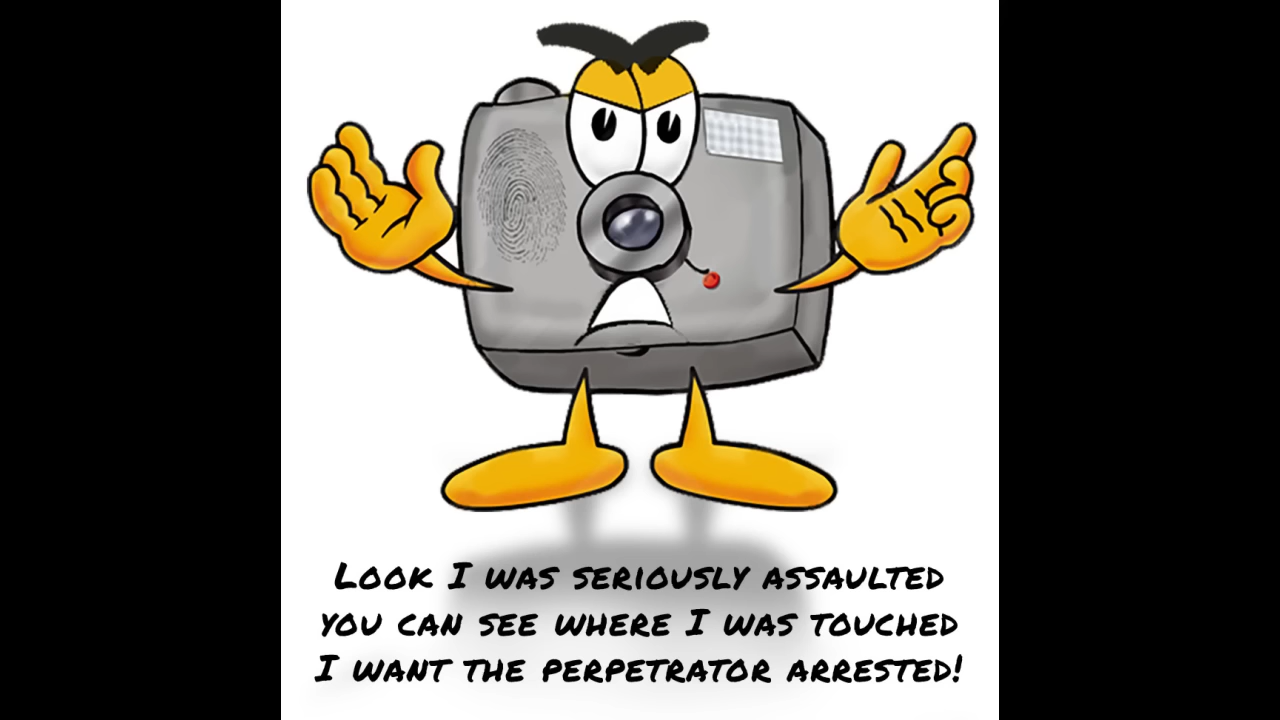 Look I was seriously assaulted
you can see where I was touched
I want the perpetrator arrested!